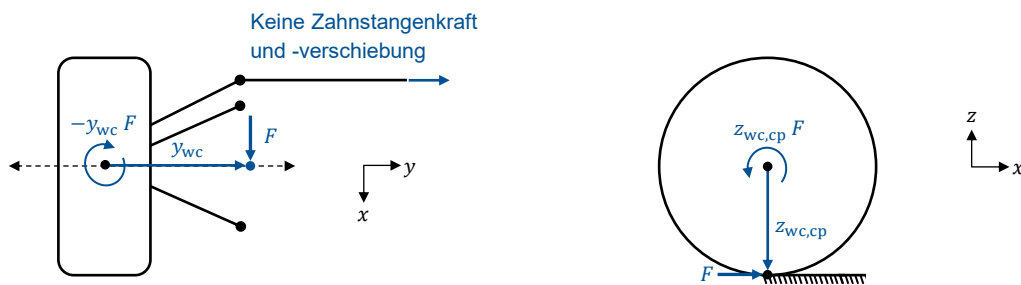 Keine Zahnstangenkraft
und -verschiebung
−y_wc F
F
y_wc
y
x
z_wc,cp F
z
x
z_wc,cp
F